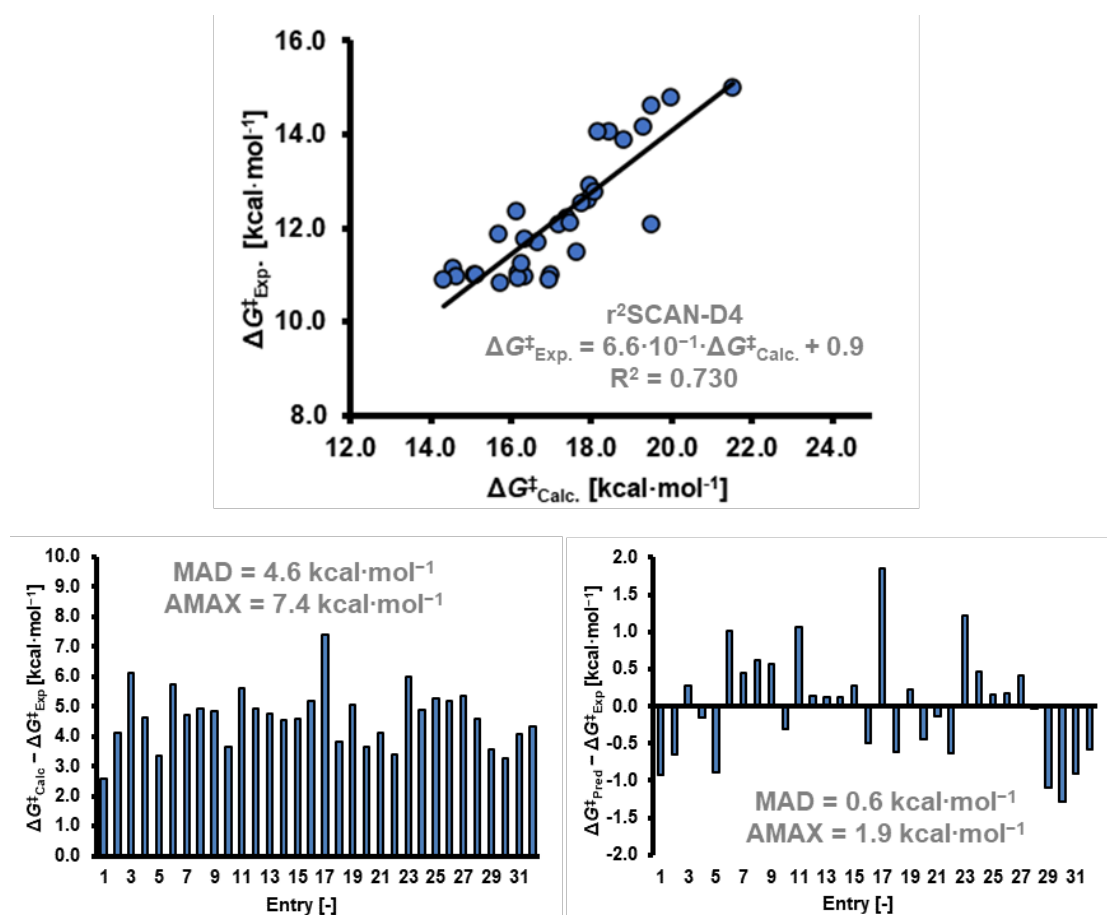 16.0
14.0
12.0
10.0
8.0
ΔG‡Exp. [kcal·mol-1]
r²SCAN-D4
ΔG‡Exp. = 6.6·10−1·ΔG‡Calc. + 0.9
R² = 0.730
12.0 14.0 16.0 18.0 20.0 22.0 24.0
ΔG‡Calc. [kcal·mol-1]
10.0
9.0
8.0
7.0
6.0
5.0
4.0
3.0
2.0
1.0
0.0
ΔG‡Calc − ΔG‡Exp [kcal·mol−1]
MAD = 4.6 kcal·mol−1
AMAX = 7.4 kcal·mol−1
1 3 5 7 9 11 13 15 17 19 21 23 25 27 29 31
Entry [-]
2.0
1.5
1.0
0.5
0.0
-0.5
-1.0
-1.5
-2.0
ΔG‡Pred − ΔG‡Exp [kcal·mol−1]
MAD = 0.6 kcal·mol−1
AMAX = 1.9 kcal·mol−1
1 3 5 7 9 11 13 15 17 19 21 23 25 27 29 31
Entry [-]